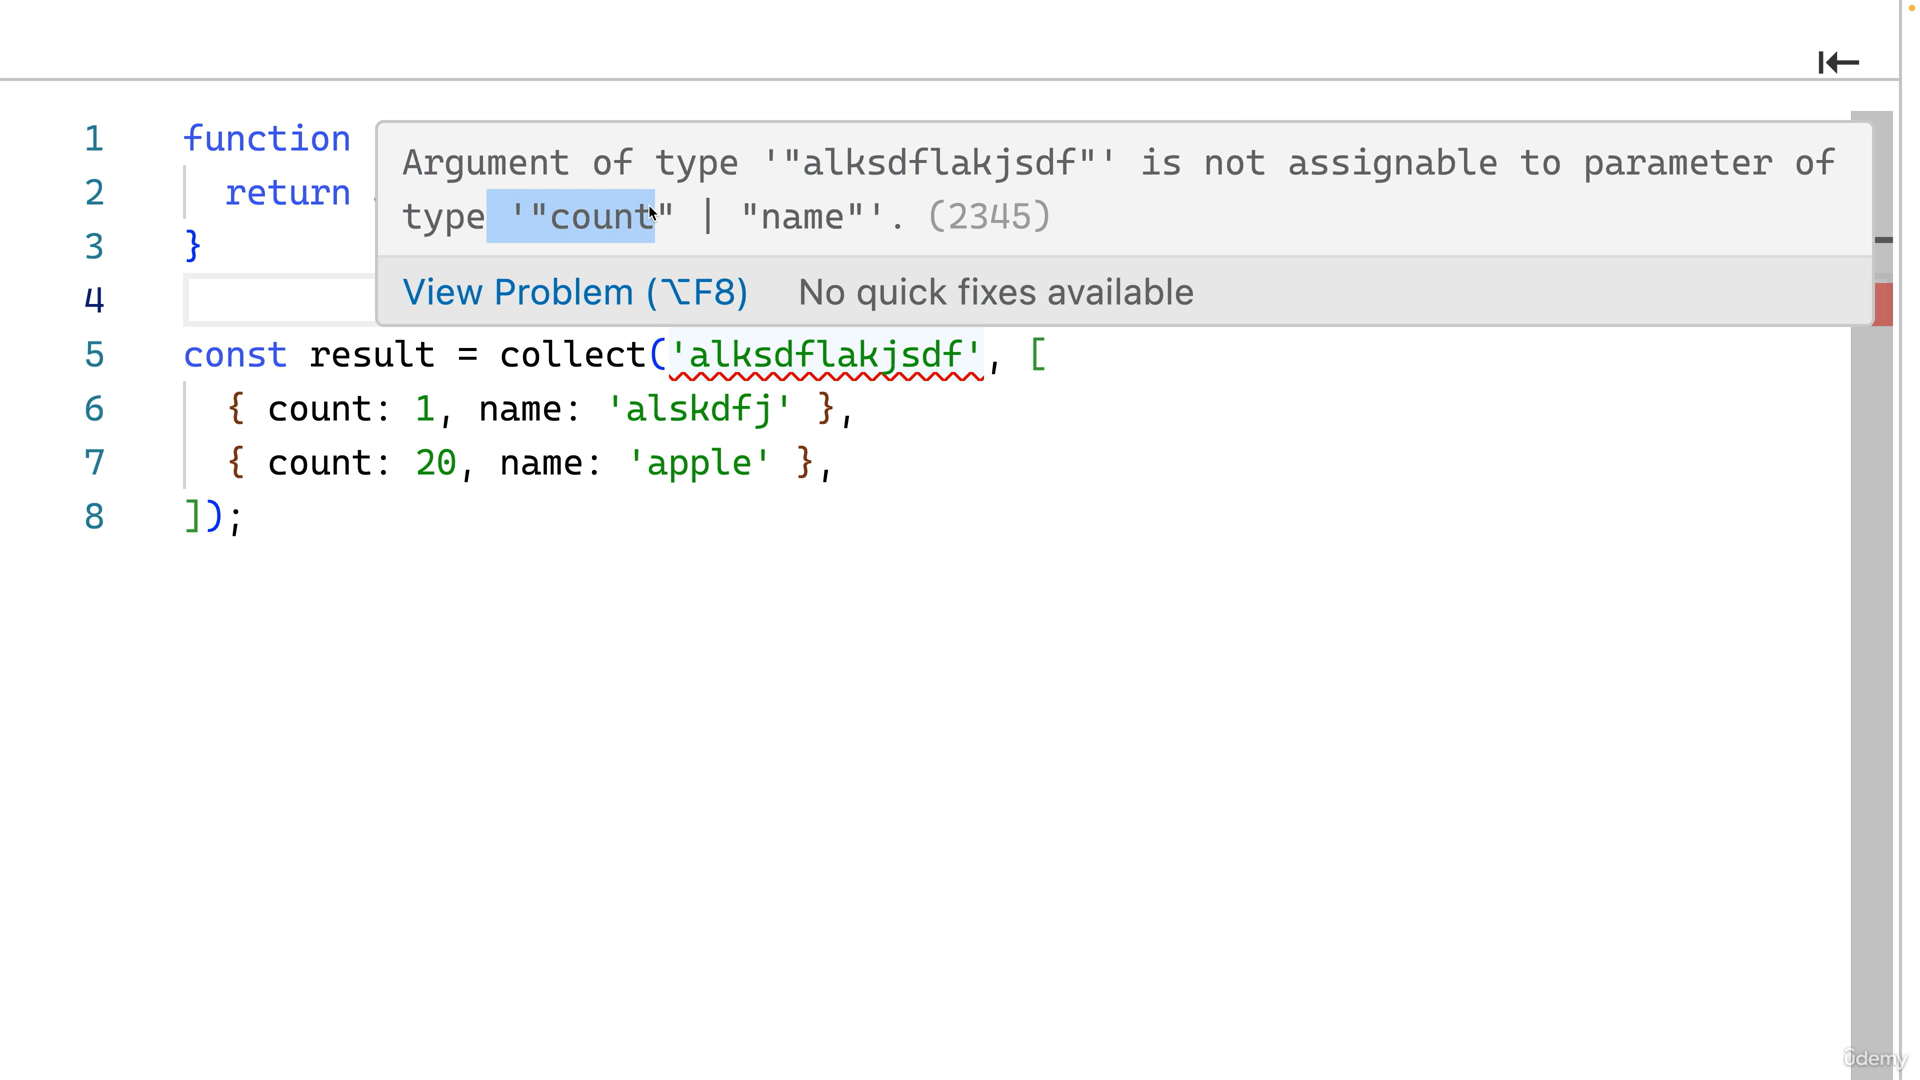 1 function
Argument of type '"alksdflakjsdf"' is not assignable to parameter of
2 return
type '"count" | "name"'. (2345)
3 }
View Problem (⌥F8) No quick fixes available
4
5 const result = collect('alksdflakjsdf', [
6 { count: 1, name: 'alskdfj' },
7 { count: 20, name: 'apple' },
8 ]);
ûdemy